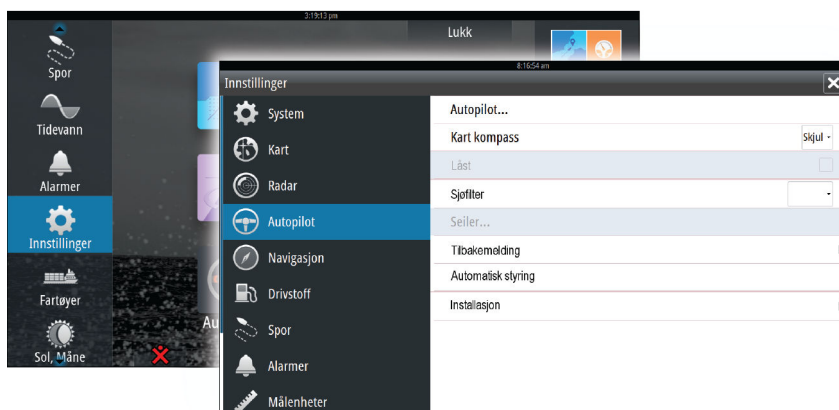 3:19:13 pm
Lukk
Spor
Tidevann
Alarmer
Innstillinger
Fartøyer
Sol, Måne
Au
8:16:54 am
Innstillinger
System
Kart
Radar
Autopilot
Navigasjon
Drivstoff
Spor
Alarmer
Målenheter
Autopilot...
Kart kompass
Skjul
Låst
Sjøfilter
Seiler...
Tilbakemelding
Automatisk styring
Installasjon